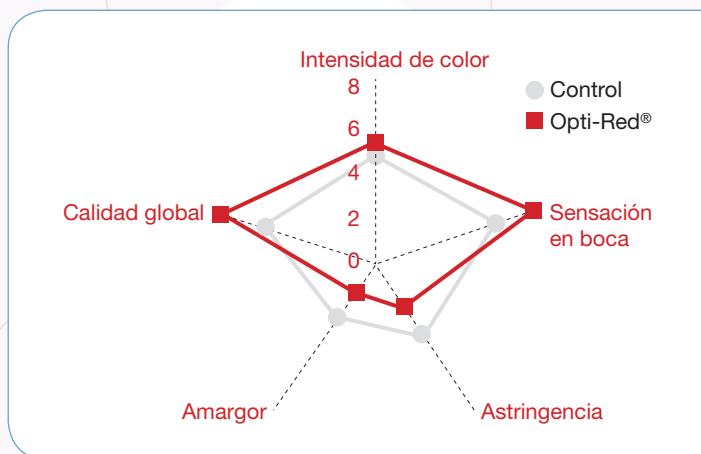 Intensidad de color
8
6
4
2
0
Control
Opti-Red®
Calidad global
Sensación
en boca
Amargor
Astringencia